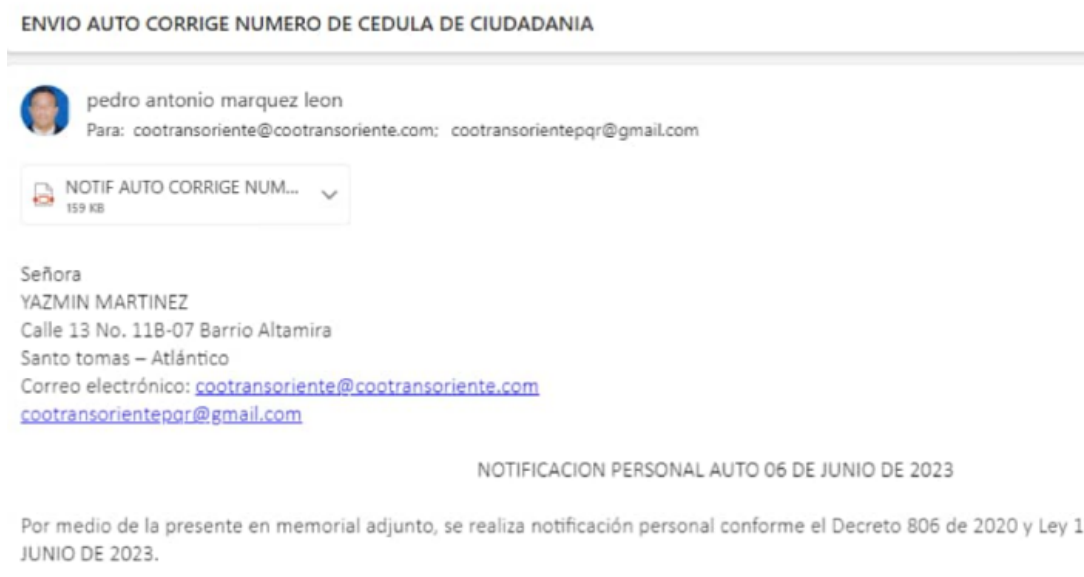 ENVIO AUTO CORRIGE NUMERO DE CEDULA DE CIUDADANIA
pedro antonio marquez leon
Para: cootransoriente@cootransoriente.com; cootransorientepqr@gmail.com
NOTIF AUTO CORRIGE NUM...
159 KB
Señora
YAZMIN MARTINEZ
Calle 13 No. 11B-07 Barrio Altamira
Santo tomas – Atlántico
Correo electrónico: cootransoriente@cootransoriente.com
cootransorientepqr@gmail.com
NOTIFICACION PERSONAL AUTO 06 DE JUNIO DE 2023
Por medio de la presente en memorial adjunto, se realiza notificación personal conforme el Decreto 806 de 2020 y Ley 1
JUNIO DE 2023.